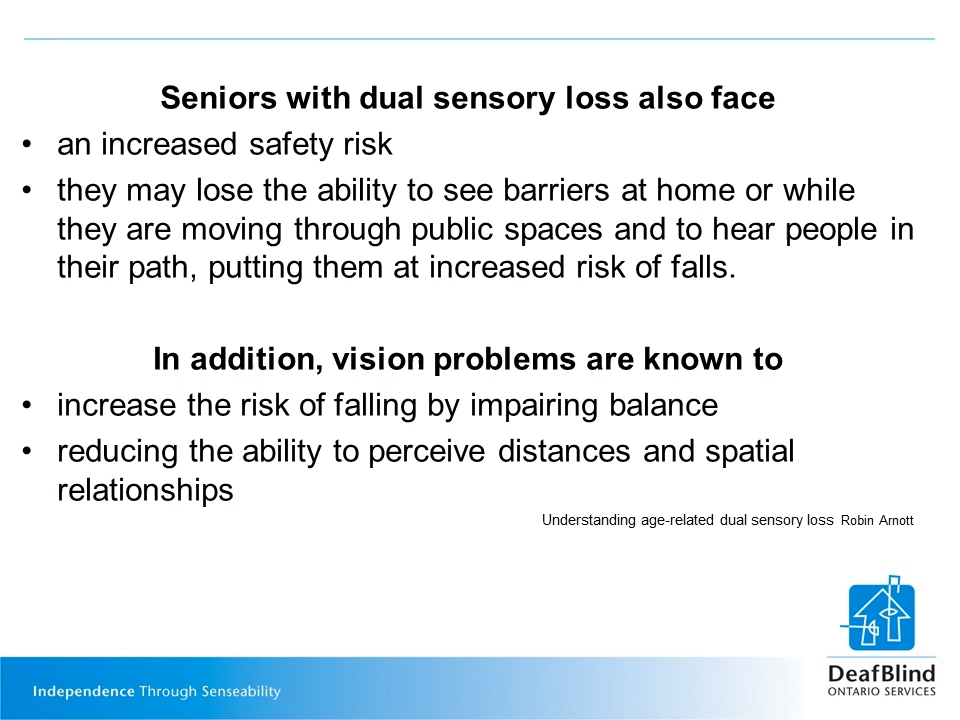 Seniors with dual sensory loss also face
• an increased safety risk
• they may lose the ability to see barriers at home or while
they are moving through public spaces and to hear people in
their path, putting them at increased risk of falls.
In addition, vision problems are known to
• increase the risk of falling by impairing balance
• reducing the ability to perceive distances and spatial
relationships
Understanding age-related dual sensory loss Robin Arnott
Independence Through Senseability
DeafBlind
ONTARIO SERVICES